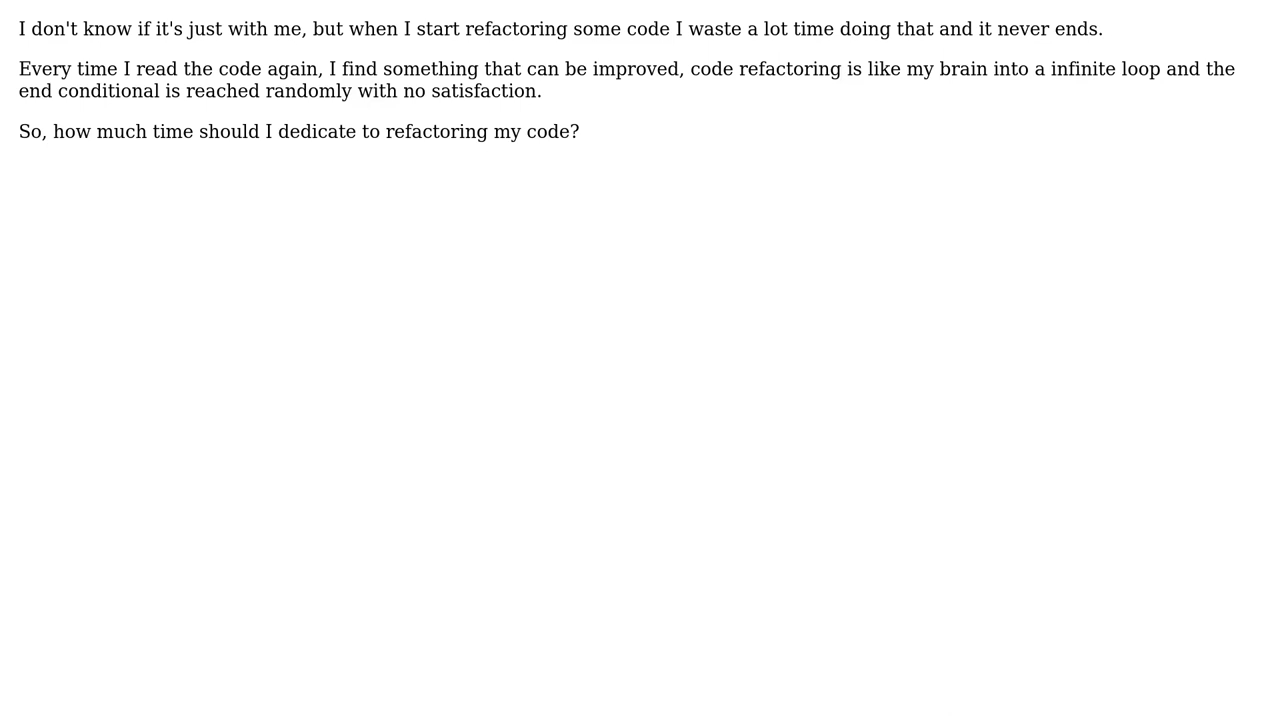 I don't know if it's just with me, but when I start refactoring some code I waste a lot time doing that and it never ends.
Every time I read the code again, I find something that can be improved, code refactoring is like my brain into a infinite loop and the
end conditional is reached randomly with no satisfaction.
So, how much time should I dedicate to refactoring my code?